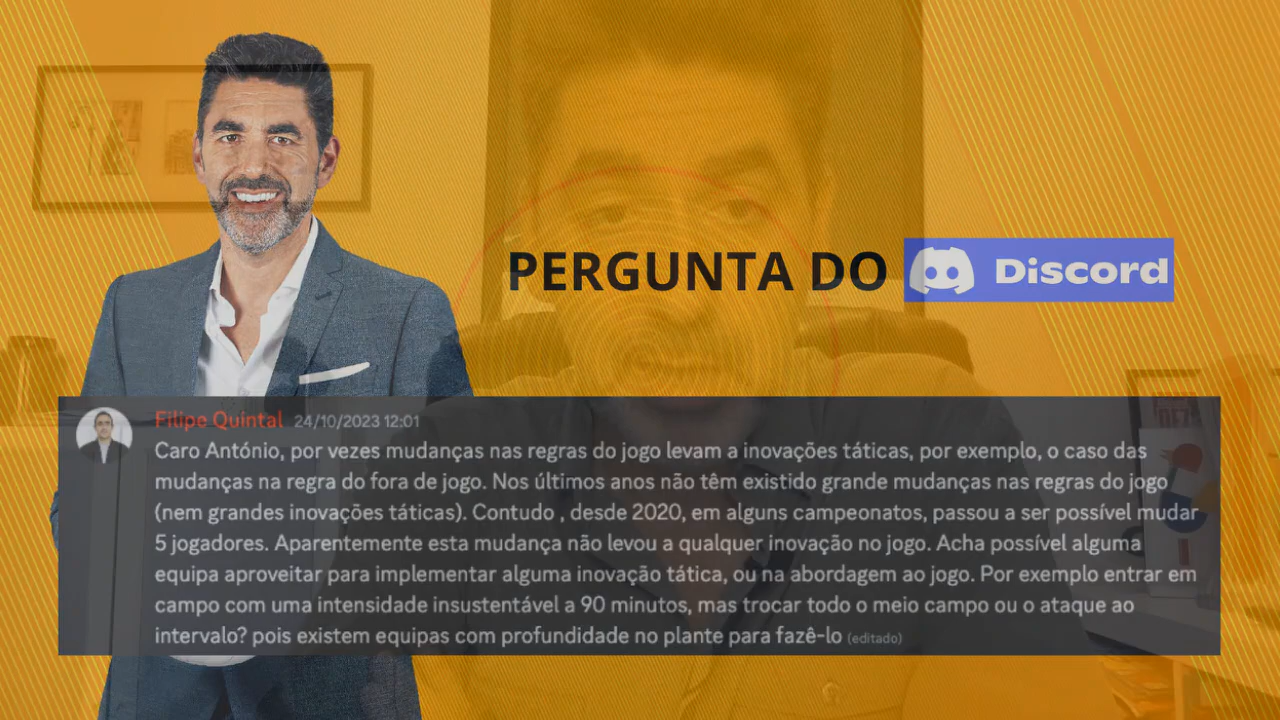 PERGUNTA DO Discord
Filipe Quintal 24/10/2023 12:01
Caro António, por vezes mudanças nas regras do jogo levam a inovações táticas, por exemplo, o caso das
mudanças na regra do fora de jogo. Nos últimos anos não têm existido grande mudanças nas regras do jogo
(nem grandes inovações táticas). Contudo , desde 2020, em alguns campeonatos, passou a ser possível mudar
5 jogadores. Aparentemente esta mudança não levou a qualquer inovação no jogo. Acha possível alguma
equipa aproveitar para implementar alguma inovação tática, ou na abordagem ao jogo. Por exemplo entrar em
campo com uma intensidade insustentável a 90 minutos, mas trocar todo o meio campo ou o ataque ao
intervalo? pois existem equipas com profundidade no plante para fazê-lo (editado)